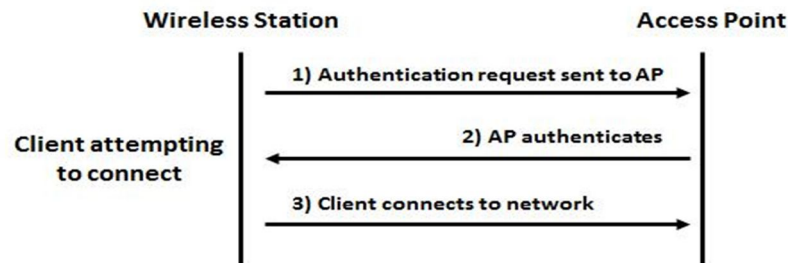 Wireless Station
Access Point
1) Authentication request sent to AP
2) AP authenticates
Client attempting
to connect
3) Client connects to network